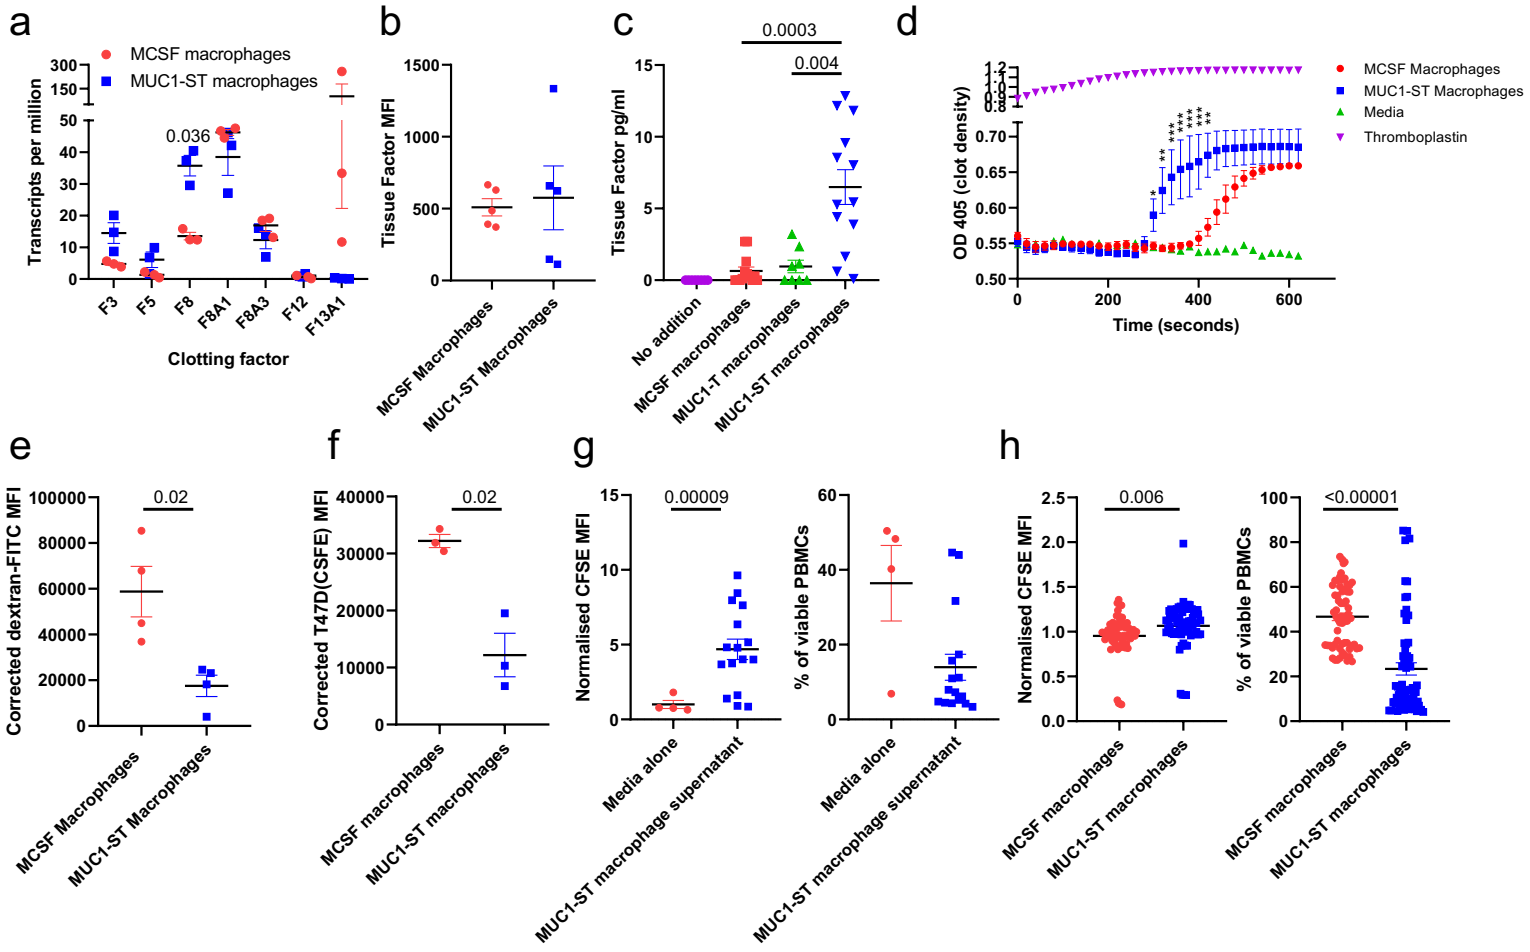 a
MCSF macrophages
MUC1-ST macrophages
Transcripts per million
300
150
50
40
30
20
10
0
0.036
F3
F5
F8
F8A1
F8A3
F12
F13A1
Clotting factor
b
Tissue Factor MFI
1500
1000
500
0
MCSF Macrophages
MUC1-ST Macrophages
c
0.0003
0.004
Tissue Factor pg/ml
15
10
5
0
No addition
MCSF macrophages
MUC1-T macrophages
MUC1-ST macrophages
d
OD 405 (clot density)
1.2
1.1
1.0
0.9
0.8
0.70
0.65
0.60
0.55
0.50
*
**
***
***
****
****
**
0
200
400
600
Time (seconds)
MCSF Macrophages
MUC1-ST Macrophages
Media
Thromboplastin
e
Corrected dextran-FITC MFI
100000
80000
60000
40000
20000
0
0.02
MCSF Macrophages
MUC1-ST Macrophages
f
Corrected T47D(CSFE) MFI
40000
30000
20000
10000
0
0.02
MCSF macrophages
MUC1-ST macrophages
g
Normalised CFSE MFI
15
10
5
0
0.00009
Media alone
MUC1-ST macrophage supernatant
% of viable PBMCs
60
40
20
0
Media alone
MUC1-ST macrophage supernatant
h
Normalised CFSE MFI
2.5
2.0
1.5
1.0
0.5
0.0
0.006
MCSF macrophages
MUC1-ST macrophages
% of viable PBMCs
100
80
60
40
20
0
<0.00001
MCSF macrophages
MUC1-ST macrophages